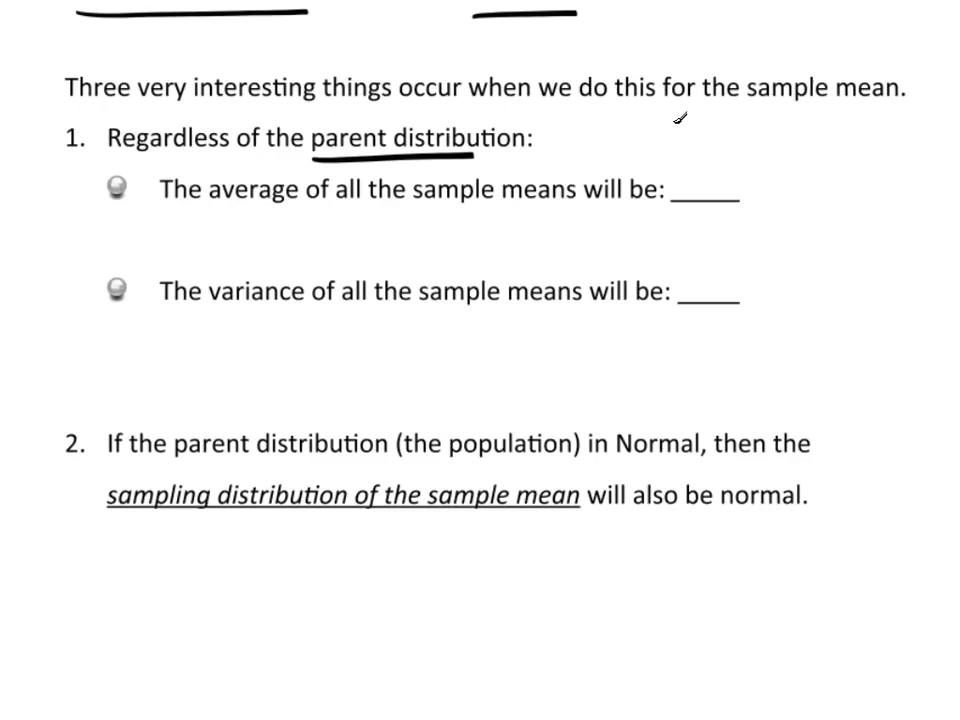 Three very interesting things occur when we do this for the sample mean.
1. Regardless of the parent distribution:
The average of all the sample means will be: _____
The variance of all the sample means will be: _____
2. If the parent distribution (the population) in Normal, then the
sampling distribution of the sample mean will also be normal.